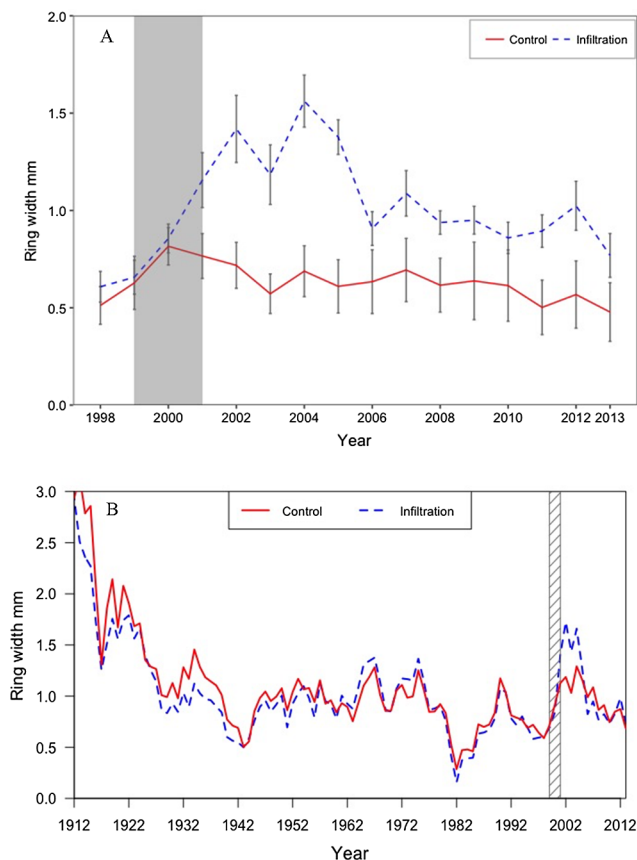 A
Control
Infiltration
2.0
1.5
1.0
0.5
0.0
Ring width mm
1998 2000 2002 2004 2006 2008 2010 2012 2013
Year
B
Control
Infiltration
3.0
2.5
2.0
1.5
1.0
0.5
0.0
Ring width mm
1912 1922 1932 1942 1952 1962 1972 1982 1992 2002 2012
Year